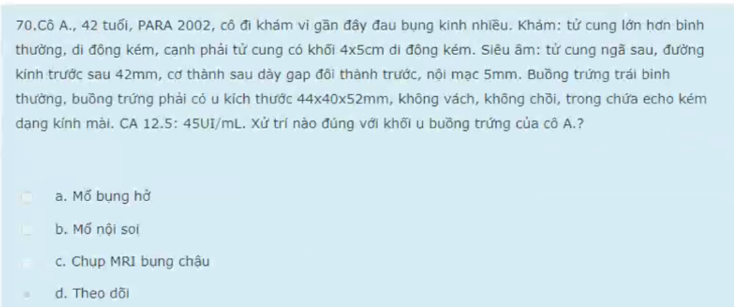 70.Cô A., 42 tuổi, PARA 2002, cô đi khám vì gần đây đau bụng kinh nhiều. Khám: tử cung lớn hơn bình
thường, di động kém, cạnh phải tử cung có khối 4x5cm di động kém. Siêu âm: tử cung ngã sau, đường
kính trước sau 42mm, cơ thành sau dày gap đôi thành trước, nội mạc 5mm. Buồng trứng trái bình
thường, buồng trứng phải có u kích thước 44x40x52mm, không vách, không chồi, trong chứa echo kém
dạng kính mài. CA 12.5: 45UI/mL. Xử trí nào đúng với khối u buồng trứng của cô A.?
a. Mổ bụng hở
b. Mổ nội soi
c. Chụp MRI bụng chậu
d. Theo dõi